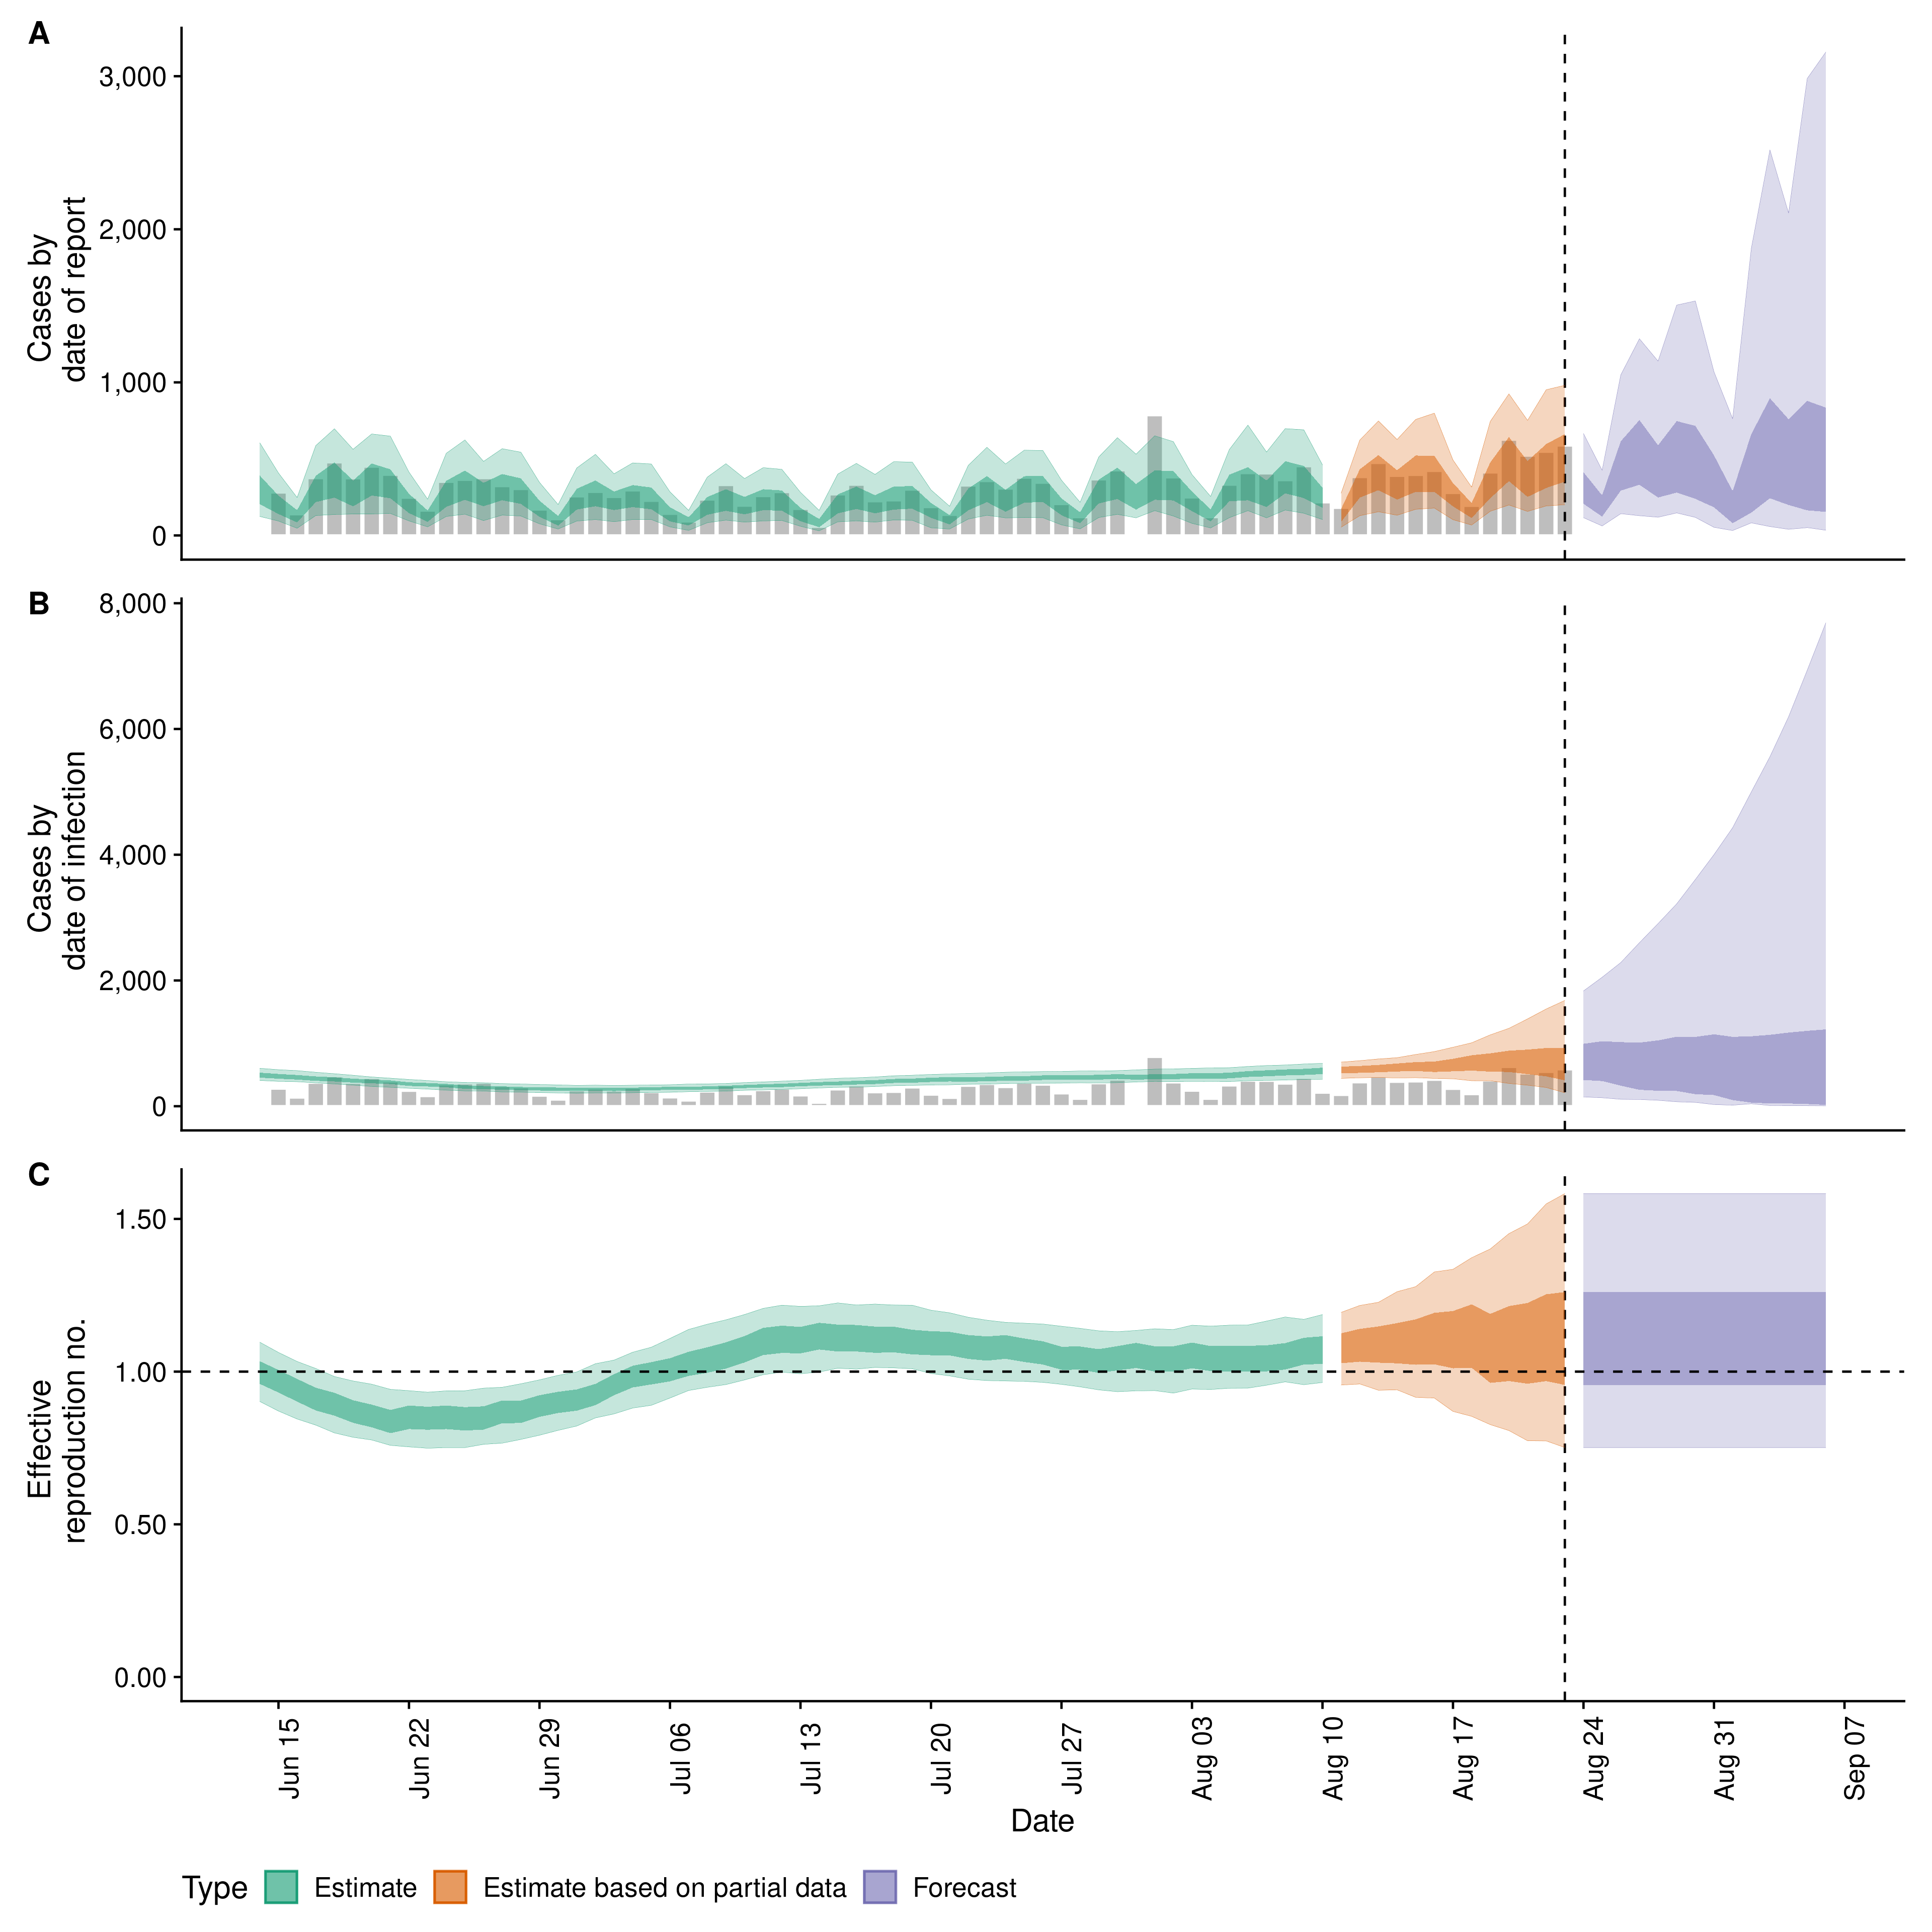 A
3,000
2,000
1,000
0
Cases by
date of report
B
8,000
6,000
4,000
2,000
0
Cases by
date of infection
C
1.50
1.00
0.50
0.00
Effective
reproduction no.
Jun 15
Jun 22
Jun 29
Jul 06
Jul 13
Jul 20
Jul 27
Aug 03
Aug 10
Aug 17
Aug 24
Aug 31
Sep 07
Date
Type Estimate Estimate based on partial data Forecast